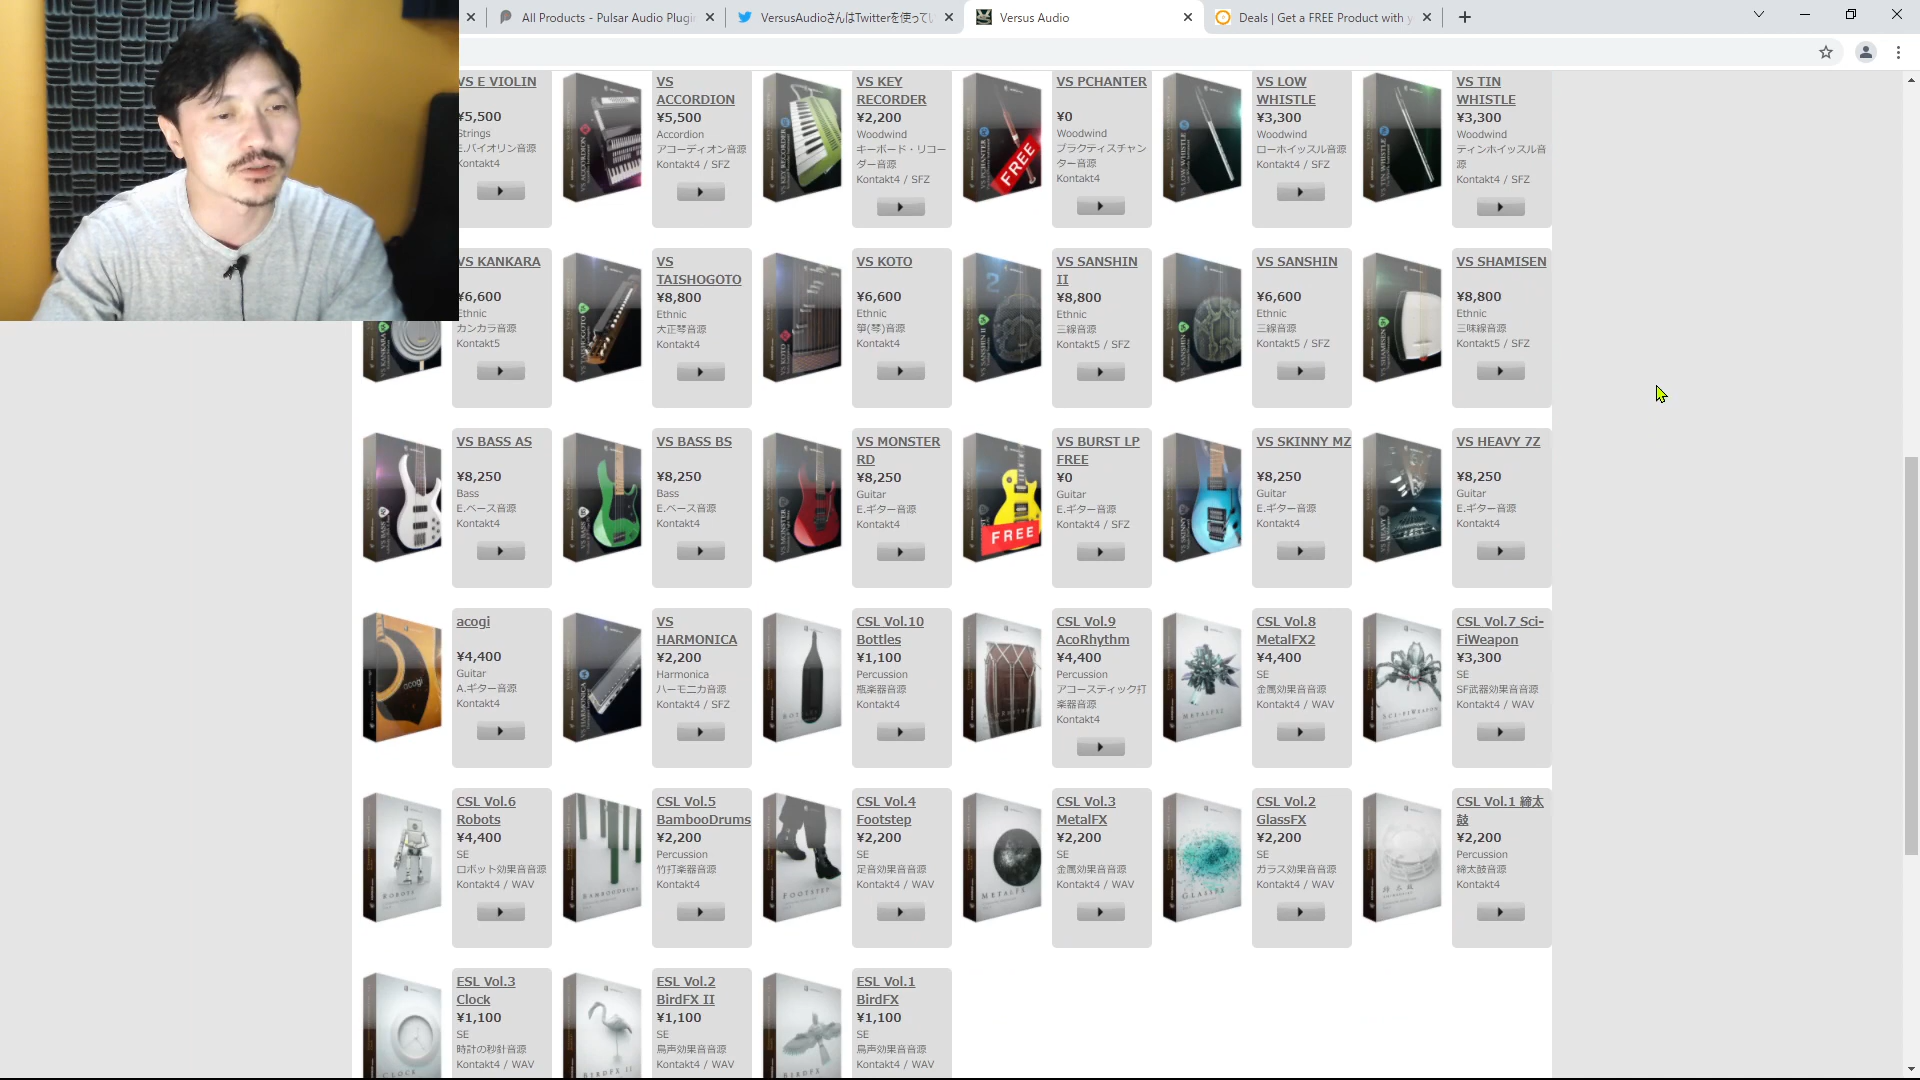 All Products - Pulsar Audio Plugin
VersusAudioさんはTwitterを使ってい
Versus Audio
Deals | Get a FREE Product with y
VS E VIOLIN
¥5,500
Strings
E.バイオリン音源
Kontakt4
VS
ACCORDION
¥5,500
Accordion
アコーディオン音源
Kontakt4 / SFZ
VS KEY
RECORDER
¥2,200
Woodwind
キーボード・リコー
ダー音源
Kontakt4 / SFZ
FREE
VS PCHANTER
¥0
Woodwind
プラクティスチャン
ター音源
Kontakt4
VS LOW
WHISTLE
¥3,300
Woodwind
ローホイッスル音源
Kontakt4 / SFZ
VS TIN
WHISTLE
¥3,300
Woodwind
ティンホイッスル音
源
Kontakt4 / SFZ
VS KANKARA
¥6,600
Ethnic
カンカラ音源
Kontakt5
VS
TAISHOGOTO
¥8,800
Ethnic
大正琴音源
Kontakt4
VS KOTO
¥6,600
Ethnic
箏(琴)音源
Kontakt4
VS SANSHIN
II
¥8,800
Ethnic
三線音源
Kontakt5 / SFZ
VS SANSHIN
¥6,600
Ethnic
三線音源
Kontakt5 / SFZ
VS SHAMISEN
¥8,800
Ethnic
三味線音源
Kontakt5 / SFZ
VS BASS AS
¥8,250
Bass
E.ベース音源
Kontakt4
VS BASS BS
¥8,250
Bass
E.ベース音源
Kontakt4
VS MONSTER
RD
¥8,250
Guitar
E.ギター音源
Kontakt4
FREE
VS BURST LP
FREE
¥0
Guitar
E.ギター音源
Kontakt4 / SFZ
VS SKINNY MZ
¥8,250
Guitar
E.ギター音源
Kontakt4
VS HEAVY 7Z
¥8,250
Guitar
E.ギター音源
Kontakt4
acogi
¥4,400
Guitar
A.ギター音源
Kontakt4
VS
HARMONICA
¥2,200
Harmonica
ハーモニカ音源
Kontakt4 / SFZ
CSL Vol.10
Bottles
¥1,100
Percussion
瓶楽器音源
Kontakt4
CSL Vol.9
AcoRhythm
¥4,400
Percussion
アコースティック打
楽器音源
Kontakt4
CSL Vol.8
MetalFX2
¥4,400
SE
金属効果音音源
Kontakt4 / WAV
CSL Vol.7 Sci-
FiWeapon
¥3,300
SE
SF武器効果音音源
Kontakt4 / WAV
CSL Vol.6
Robots
¥4,400
SE
ロボット効果音音源
Kontakt4 / WAV
CSL Vol.5
BambooDrums
¥2,200
Percussion
竹打楽器音源
Kontakt4
CSL Vol.4
Footstep
¥2,200
SE
足音効果音音源
Kontakt4 / WAV
CSL Vol.3
MetalFX
¥2,200
SE
金属効果音音源
Kontakt4 / WAV
CSL Vol.2
GlassFX
¥2,200
SE
ガラス効果音音源
Kontakt4 / WAV
CSL Vol.1 締太
鼓
¥2,200
Percussion
締太鼓音源
Kontakt4
ESL Vol.3
Clock
¥1,100
SE
時計の秒針音源
Kontakt4 / WAV
ESL Vol.2
BirdFX II
¥1,100
SE
鳥声効果音音源
Kontakt4 / WAV
ESL Vol.1
BirdFX
¥1,100
SE
鳥声効果音音源
Kontakt4 / WAV